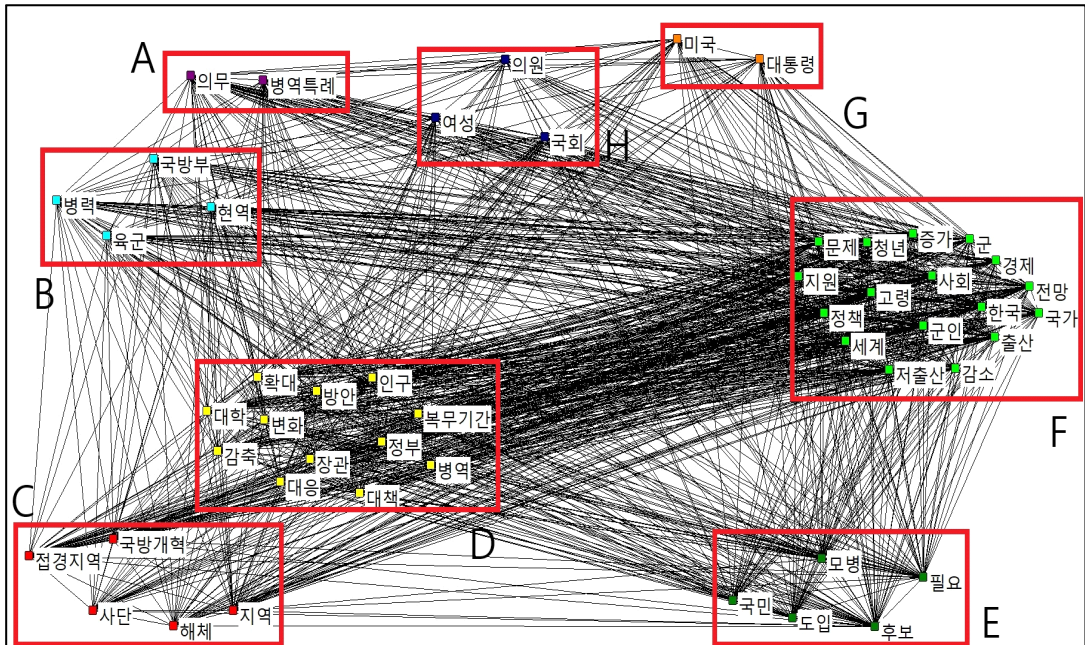 A
의무
병역특례
의원
여성
국회
H
미국
대통령
G
국방부
병력
현역
육군
B
문제
청년
증가
군
경제
지원
사회
전망
고령
정책
한국
국가
군인
세계
출산
저출산
감소
F
확대
방안
인구
대학
변화
복무기간
감축
장관
정부
병역
대응
대책
D
C
접경지역
국방개혁
사단
해체
지역
모병
필요
국민
도입
후보
E